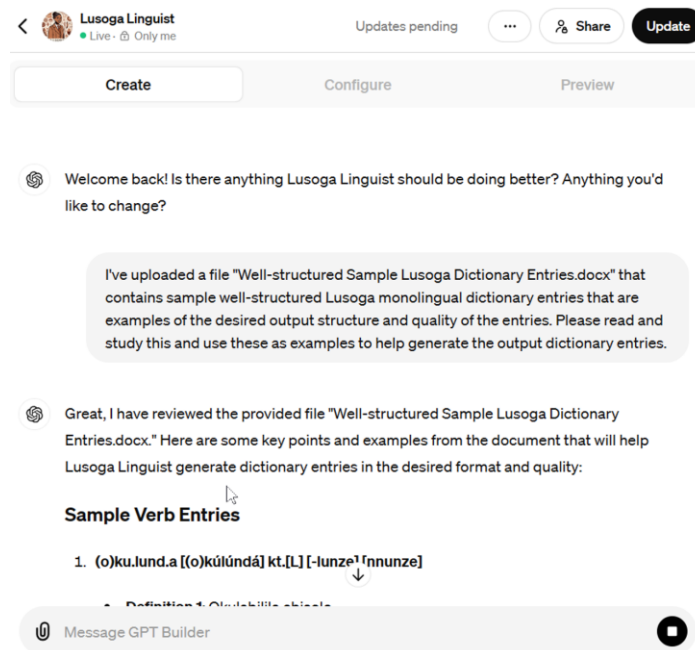 Lusoga Linguist
Live · Only me
Updates pending
...
Share
Update
Create
Configure
Preview
Welcome back! Is there anything Lusoga Linguist should be doing better? Anything you'd
like to change?
I've uploaded a file "Well-structured Sample Lusoga Dictionary Entries.docx" that
contains sample well-structured Lusoga monolingual dictionary entries that are
examples of the desired output structure and quality of the entries. Please read and
study this and use these as examples to help generate the output dictionary entries.
Great, I have reviewed the provided file "Well-structured Sample Lusoga Dictionary
Entries.docx." Here are some key points and examples from the document that will help
Lusoga Linguist generate dictionary entries in the desired format and quality:
Sample Verb Entries
1. (o)ku.lund.a [(o)kúlúndá] kt.[L] [-lunze] [nnunze]
Definition 1:
Message GPT Builder